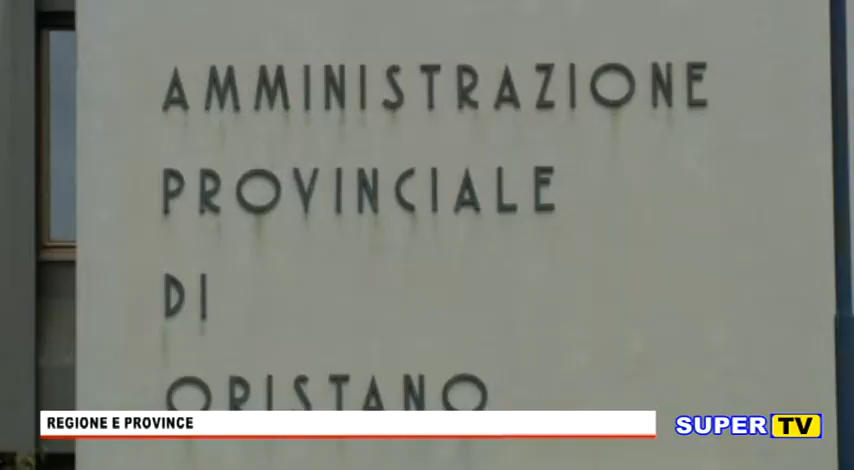 AMMINISTRAZIONE
PROVINCIALE
DI
ORISTANO
REGIONE E PROVINCE
SUPER TV